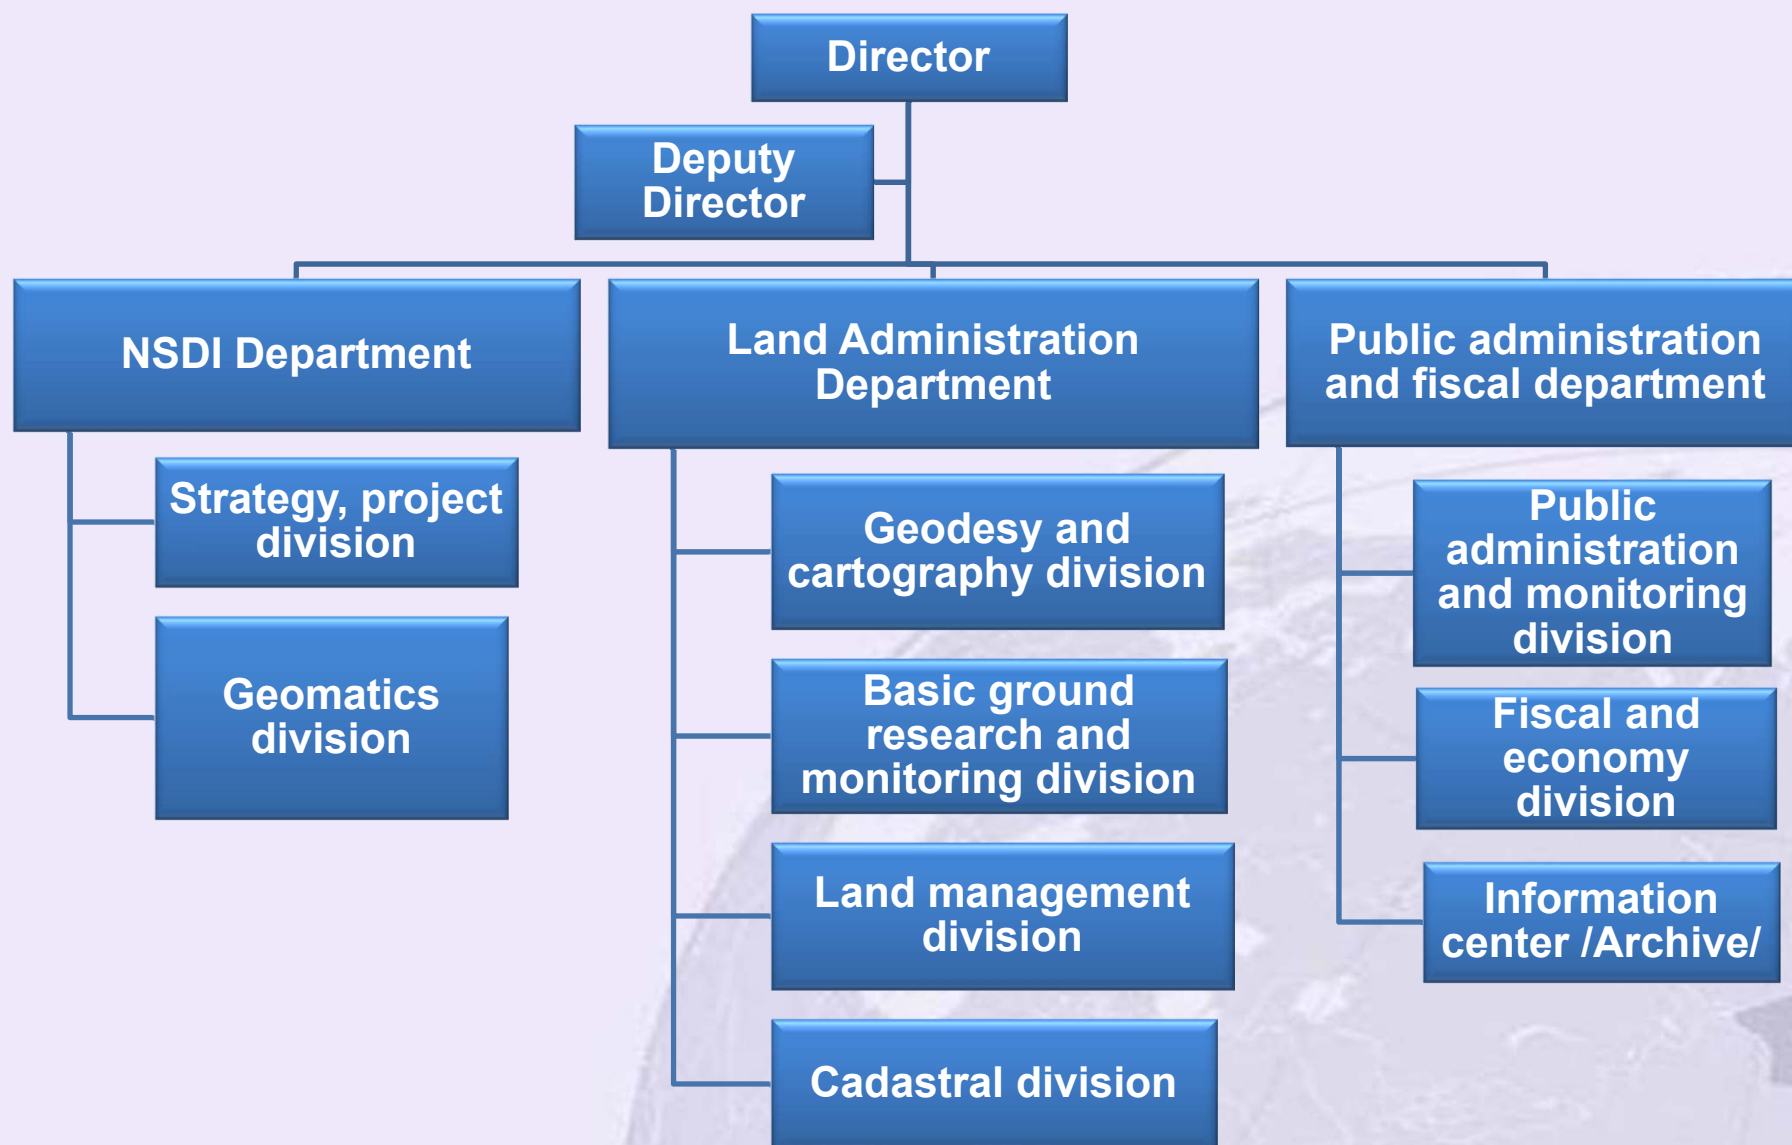 Director
Deputy
Director
NSDI Department
Strategy, project
division
Geomatics
division
Land Administration
Department
Geodesy and
cartography division
Basic ground
research and
monitoring division
Land management
division
Cadastral division
Public administration
and fiscal department
Public
administration
and monitoring
division
Fiscal and
economy
division
Information
center /Archive/